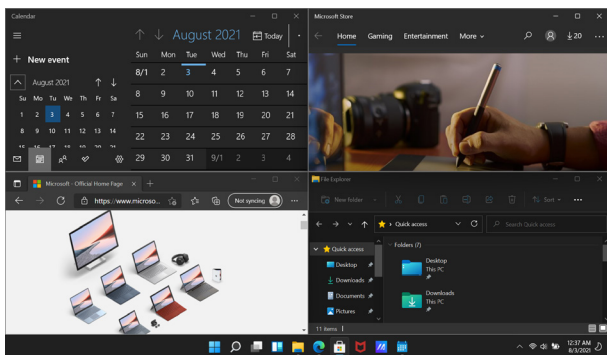 Calendar
August 2021
Today
New event
Sun Mon Tue Wed Thu Fri Sat
8/1 2 3 4 5 6 7
8 9 10 11 12 13 14
15 16 17 18 19 20 21
22 23 24 25 26 27 28
29 30 31 9/1 2 3 4
August 2021
Su Mo Tu We Th Fr Sa
1 2 3 4 5 6 7
8 9 10 11 12 13 14
Microsoft Store
Home Gaming Entertainment More
20
Microsoft - Official Home Page
https://www.microso...
Not syncing
File Explorer
New folder
Sort
Quick access
Search Quick access
Quick access
Desktop
Downloads
Documents
Pictures
Folders (7)
Desktop
This PC
Downloads
This PC
11 items
12:37 AM
8/3/2021